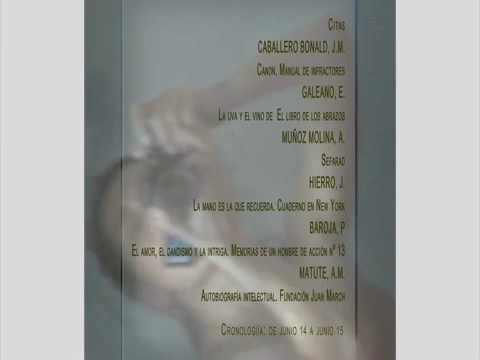 Citas
CABALLERO BONALD, J.M.
Canon, Manual de infractores
GALEANO, E.
La uva y el vino de El libro de los abrazos
MUÑOZ MOLINA, A.
Sefarad
HIERRO, J.
La mano es la que recuerda. Cuaderno en New York
BAROJA, P
El amor, el dandismo y la intriga. Memorias de un hombre de acción nº 13
MATUTE, A.M.
Autobiografía intelectual. Fundación Juan March
Cronologíia: de junio 14 a junio 15